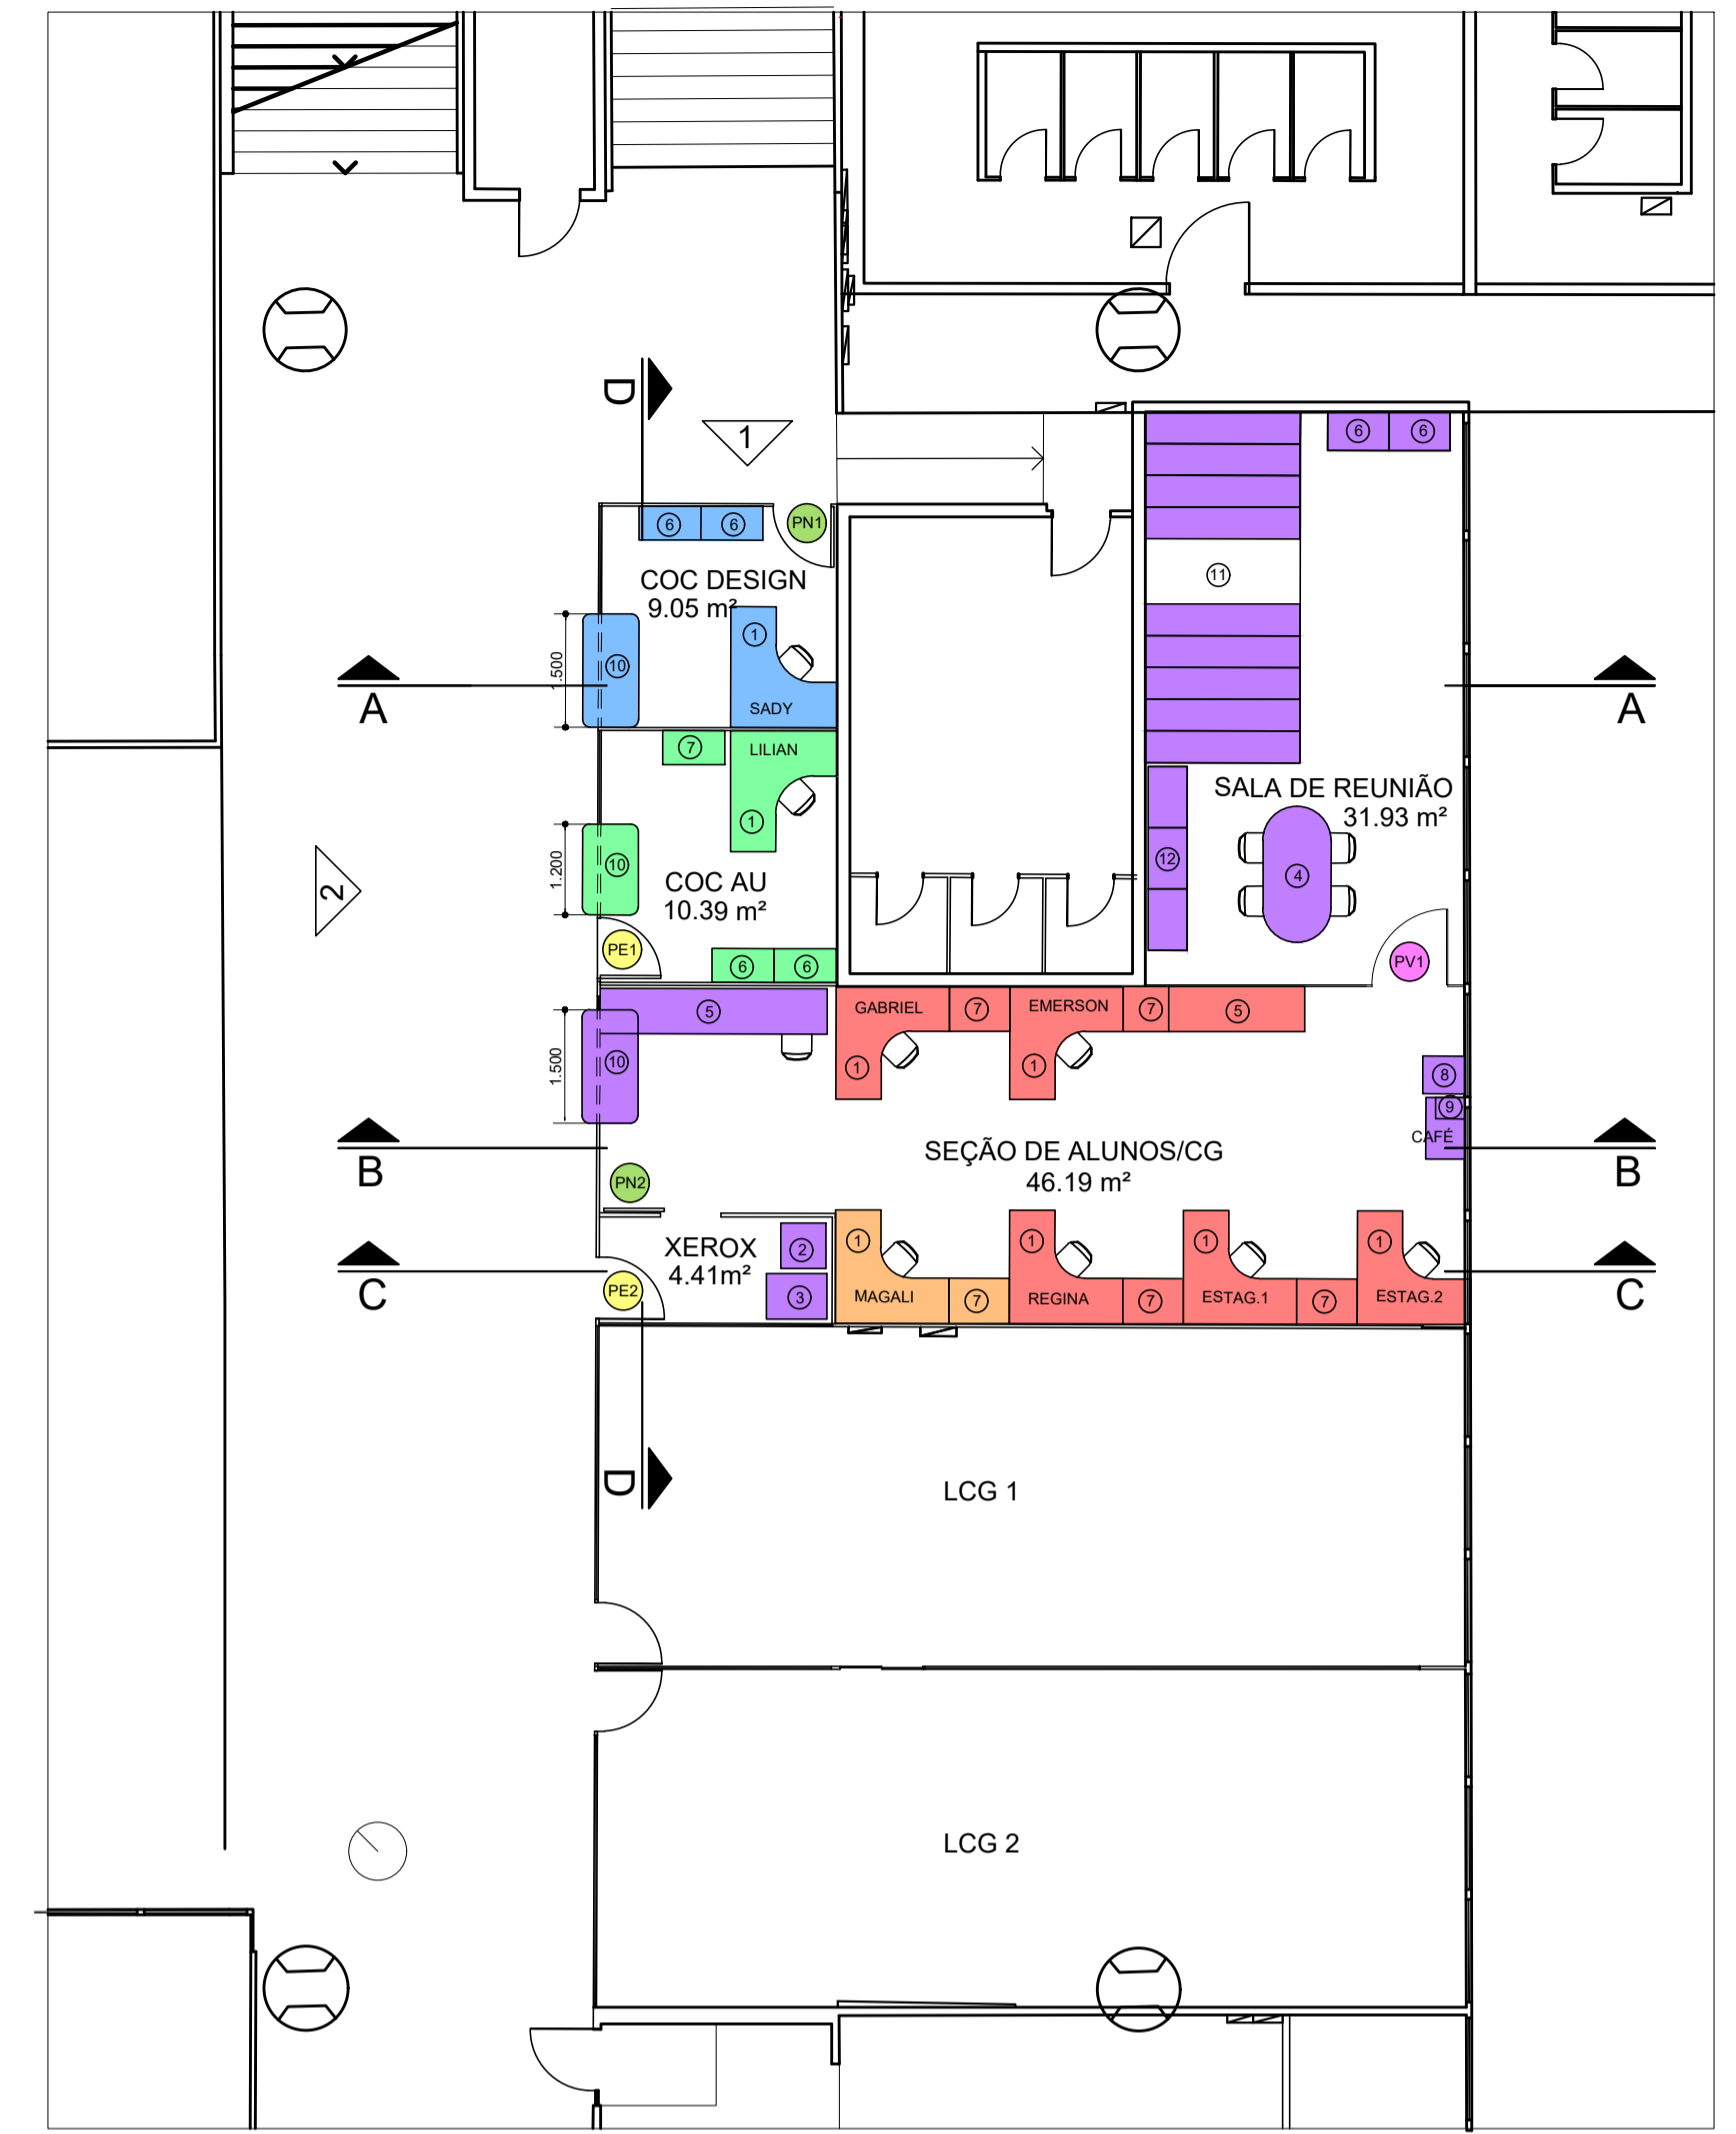 D
1
6
6
PN1
6
6
COC DESIGN
9.05 m²
11
1
1.500
10
A
SADY
A
7
LILIAN
SALA DE REUNIÃO
31.93 m²
1
1.200
10
12
4
COC AU
10.39 m²
2
PE1
6
6
PV1
5
GABRIEL
7
EMERSON
7
5
1.500
10
1
1
8
9
CAFÉ
B
B
SEÇÃO DE ALUNOS/CG
46.19 m²
PN2
XEROX
4.41m²
2
1
1
1
1
C
C
PE2
3
MAGALI
7
REGINA
7
ESTAG.1
7
ESTAG.2
D
LCG 1
LCG 2